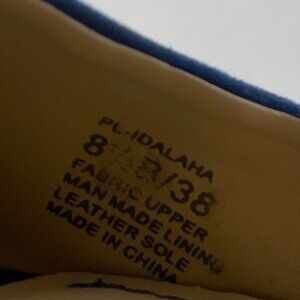 PL-IDALAHA
8 /38
FABRIC UPPER
MAN MADE LINING
LEATHER SOLE
MADE IN CHINA